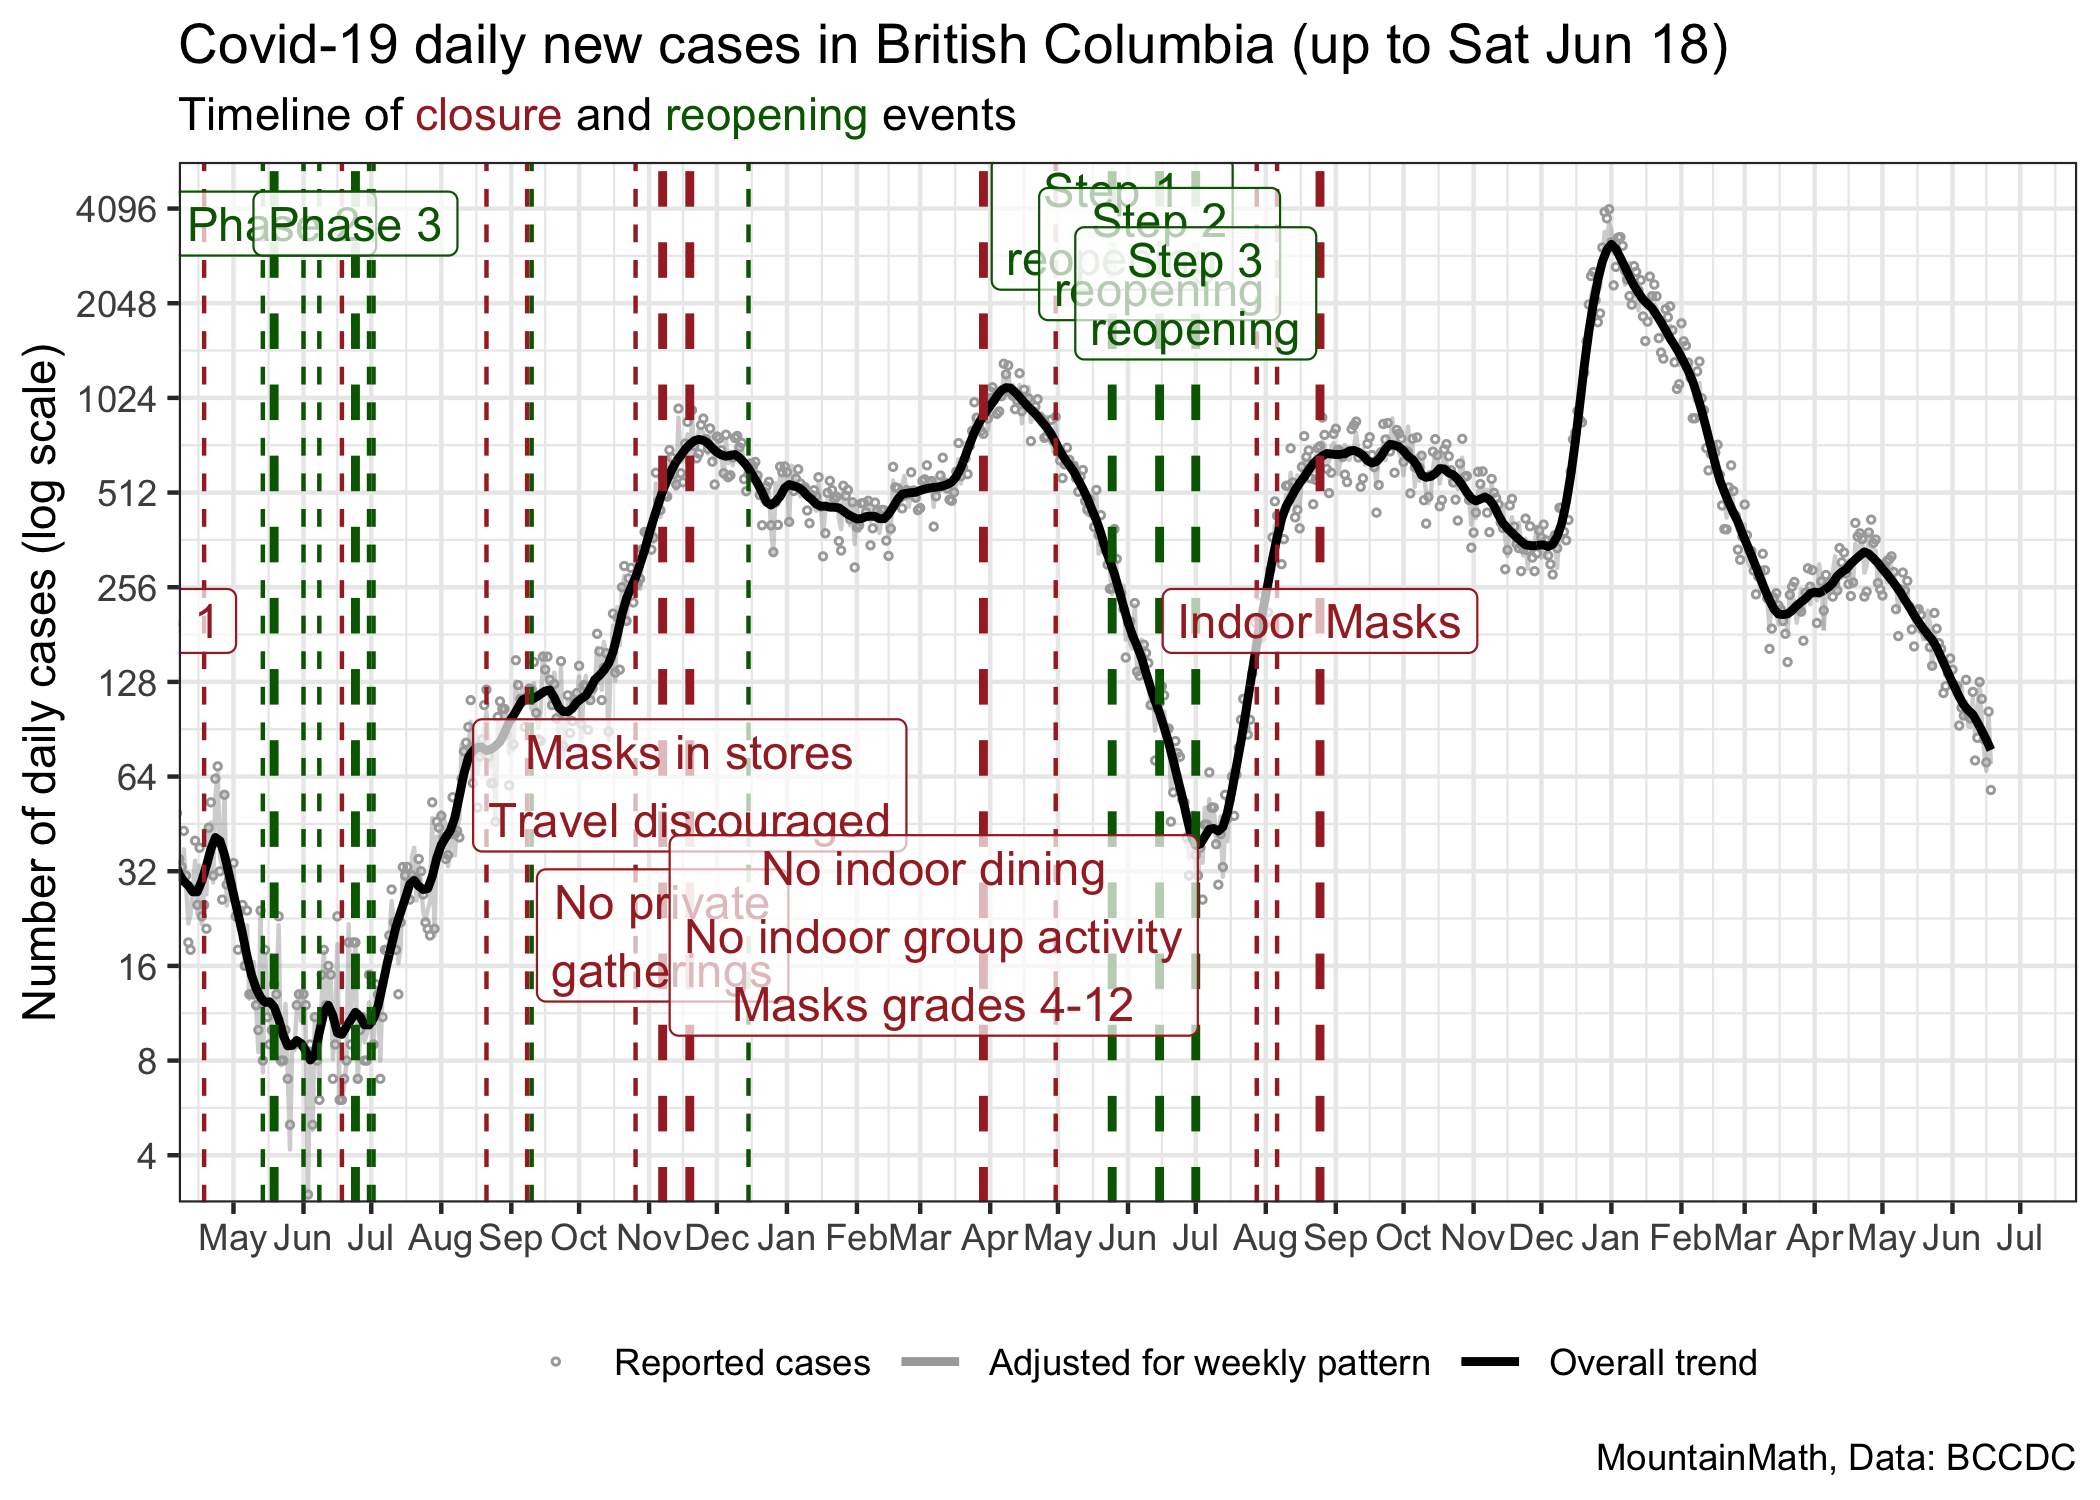 Covid-19 daily new cases in British Columbia (up to Sat Jun 18)
Timeline of closure and reopening events
Number of daily cases (log scale)
4096
2048
1024
512
256
128
64
32
16
8
4
Phase 2
Phase 3
Step 1
reopening
Step 2
reopening
Step 3
reopening
1
Indoor Masks
Masks in stores
Travel discouraged
No private
gatherings
No indoor dining
No indoor group activity
Masks grades 4-12
May Jun Jul Aug Sep Oct Nov Dec Jan Feb Mar Apr May Jun Jul Aug Sep Oct Nov Dec Jan Feb Mar Apr May Jun Jul
Reported cases Adjusted for weekly pattern Overall trend
MountainMath, Data: BCCDC